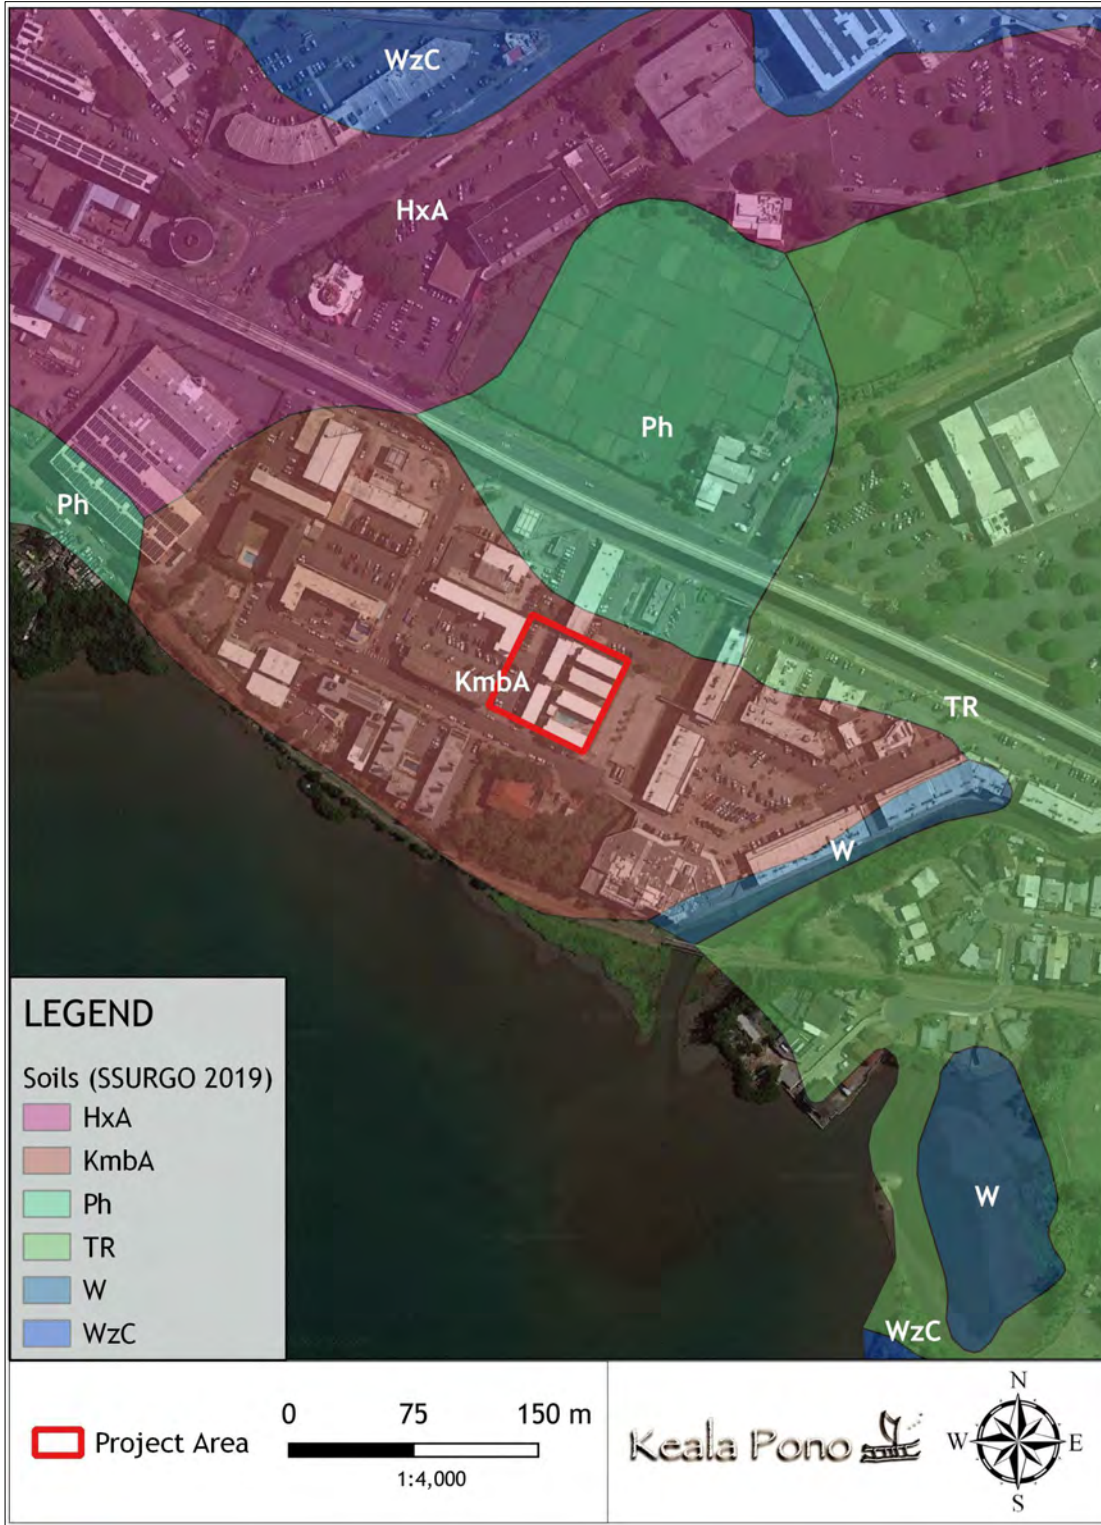 WzC
HxA
Ph
Ph
KmbA
TR
W
W
WzC
LEGEND
Soils (SSURGO 2019)
HxA
KmbA
Ph
TR
W
WzC
Project Area
0 75 150 m
1:4,000
Keala Pono
N
W E
S